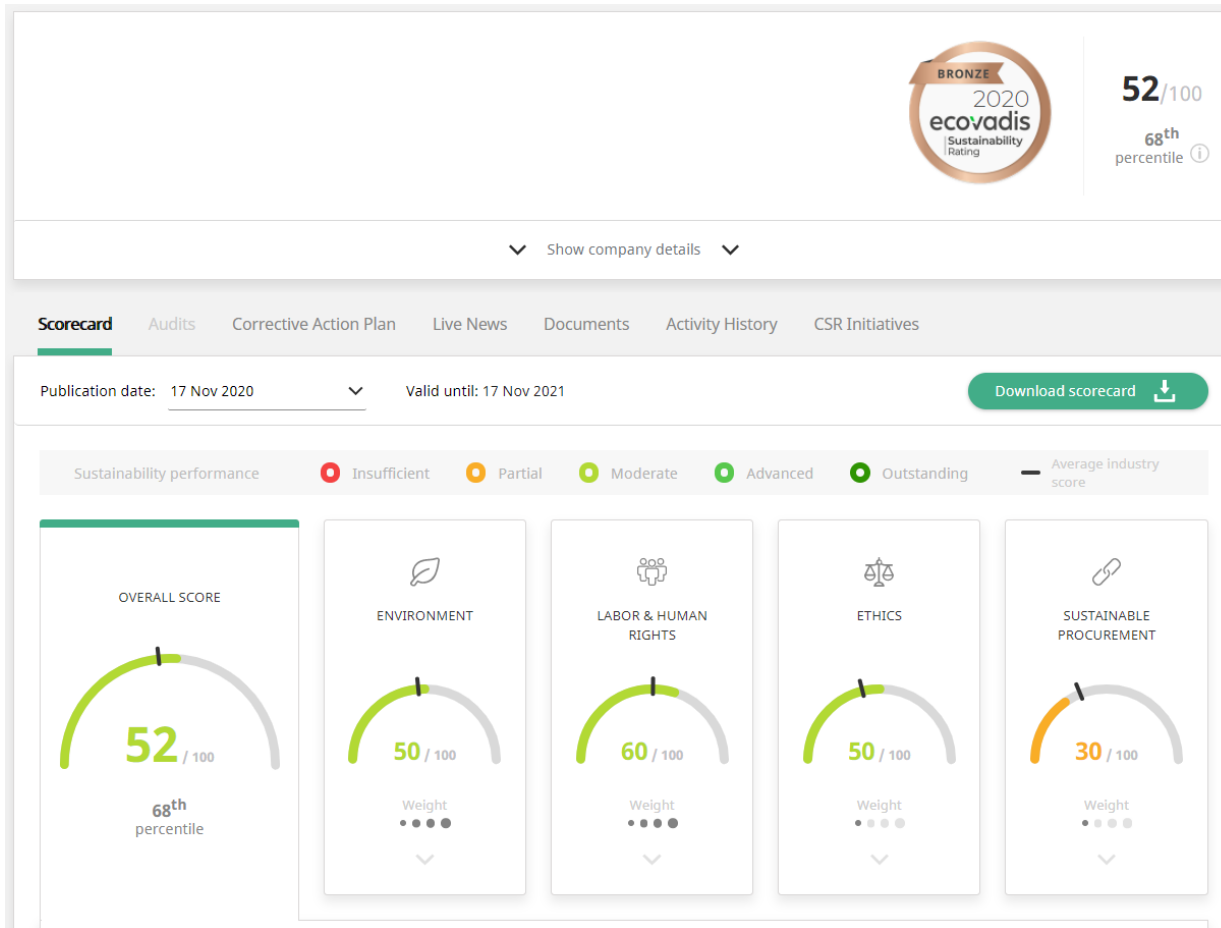 BRONZE
2020
ecovadis
Sustainability
Rating
52/100
68th
percentile
Show company details
Scorecard Audits Corrective Action Plan Live News Documents Activity History CSR Initiatives
Publication date: 17 Nov 2020 Valid until: 17 Nov 2021 Download scorecard
Sustainability performance Insufficient Partial Moderate Advanced Outstanding Average industry
score
OVERALL SCORE
52 / 100
68th
percentile
ENVIRONMENT
50 / 100
Weight
LABOR & HUMAN
RIGHTS
60 / 100
Weight
ETHICS
50 / 100
Weight
SUSTAINABLE
PROCUREMENT
30 / 100
Weight